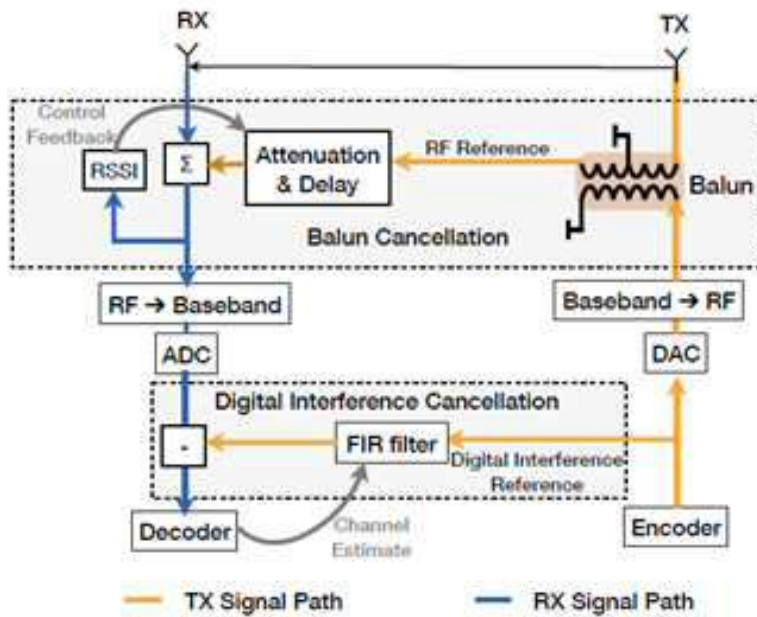 RX
TX
Control
Feedback
RSSI
Σ
Attenuation
& Delay
RF Reference
Balun
Balun Cancellation
RF → Baseband
Baseband → RF
ADC
DAC
Digital Interference Cancellation
-
FIR filter
Digital Interference
Reference
Decoder
Channel
Estimate
Encoder
TX Signal Path
RX Signal Path